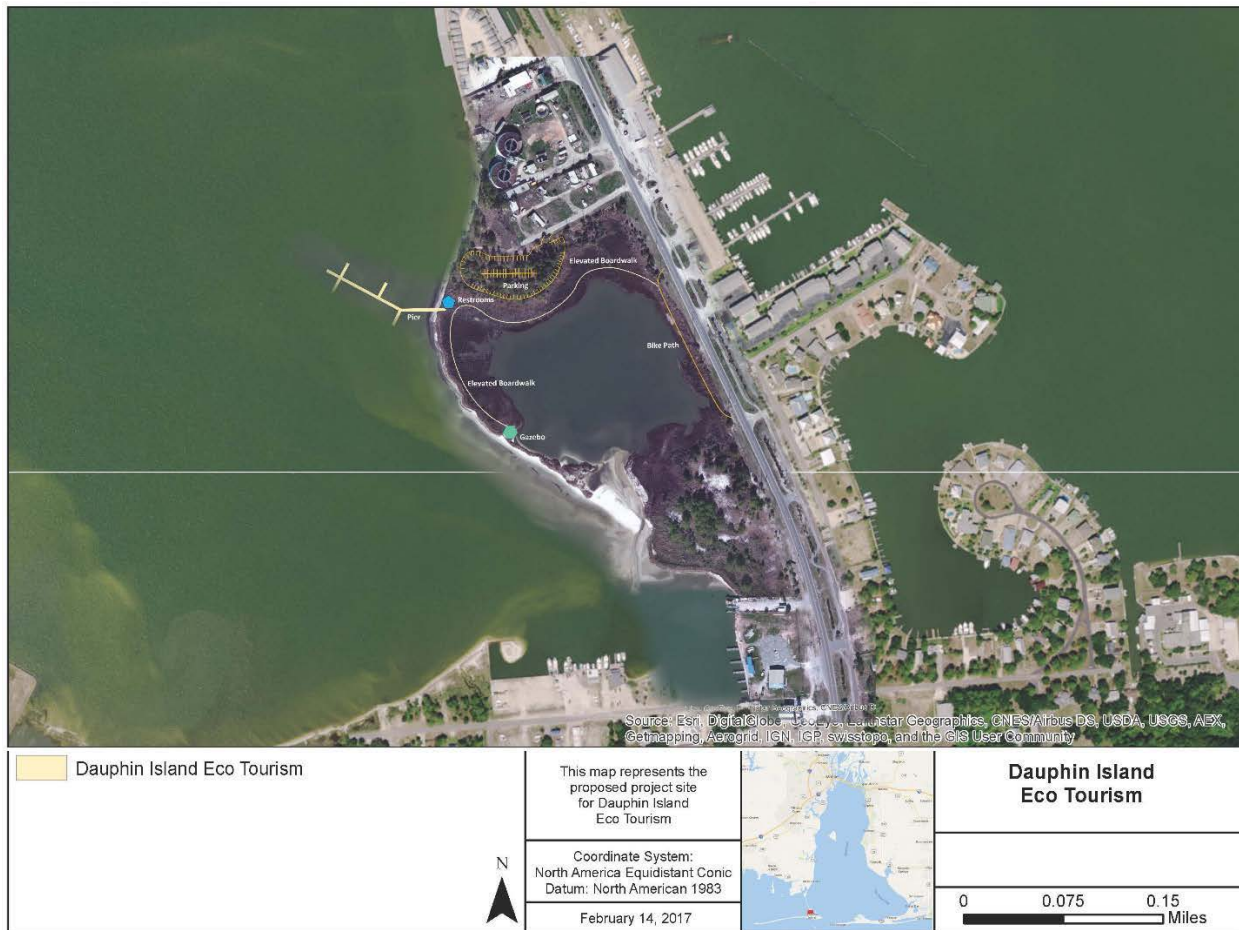 Elevated Boardwalk
Parking
Restrooms
Pier
Bike Path
Elevated Boardwalk
Gazebo
Source: Esri, DigitalGlobe, GeoEye, Earthstar Geographics, CNES/Airbus DS, USDA, USGS, AEX,
Getmapping, Aerogrid, IGN, IGP, swisstopo, and the GIS User Community
Dauphin Island Eco Tourism
N
This map represents the
proposed project site
for Dauphin Island
Eco Tourism
Coordinate System:
North America Equidistant Conic
Datum: North American 1983
February 14, 2017
Dauphin Island
Eco Tourism
0 0.075 0.15
Miles